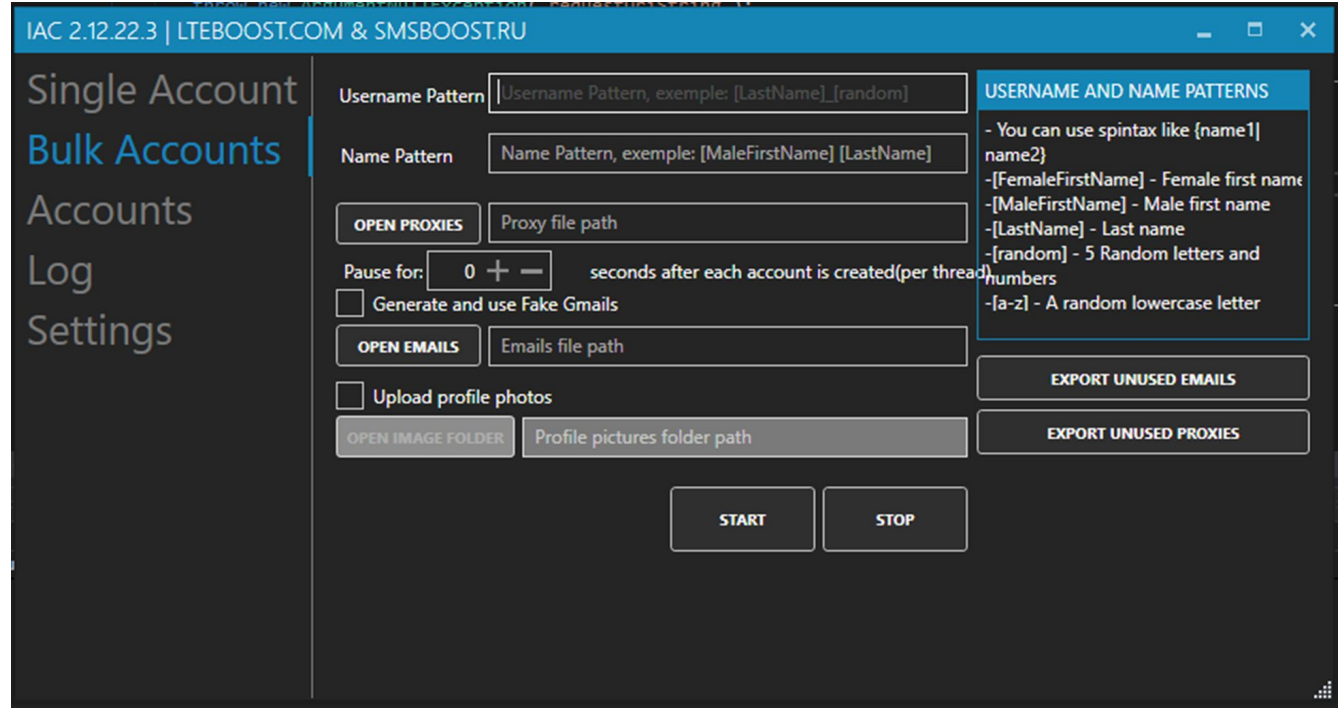 throw new ArgumentNullException( requestUriString );
IAC 2.12.22.3 | LTEBOOST.COM & SMSBOOST.RU
Single Account
Bulk Accounts
Accounts
Log
Settings
Username Pattern
Username Pattern, exemple: [LastName]_[random]
Name Pattern
Name Pattern, exemple: [MaleFirstName] [LastName]
OPEN PROXIES
Proxy file path
Pause for: 0 + — seconds after each account is created(per thread)
Generate and use Fake Gmails
OPEN EMAILS
Emails file path
Upload profile photos
OPEN IMAGE FOLDER
Profile pictures folder path
START
STOP
USERNAME AND NAME PATTERNS
- You can use spintax like {name1|
name2}
-[FemaleFirstName] - Female first name
-[MaleFirstName] - Male first name
-[LastName] - Last name
-[random] - 5 Random letters and
numbers
-[a-z] - A random lowercase letter
EXPORT UNUSED EMAILS
EXPORT UNUSED PROXIES